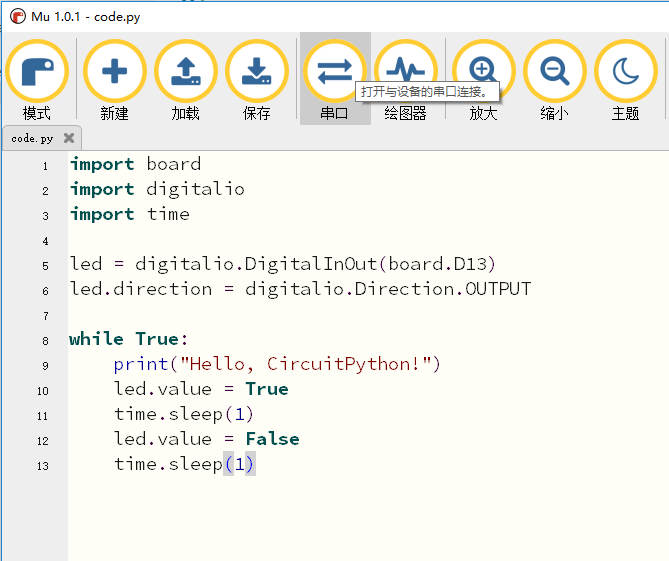 Mu 1.0.1 - code.py
模式 新建 加载 保存 串口 绘图器 放大 缩小 主题
打开与设备的串口连接。
code.py
1 import board
2 import digitalio
3 import time
4
5 led = digitalio.DigitalInOut(board.D13)
6 led.direction = digitalio.Direction.OUTPUT
7
8 while True:
9     print("Hello, CircuitPython!")
10     led.value = True
11     time.sleep(1)
12     led.value = False
13     time.sleep(1)